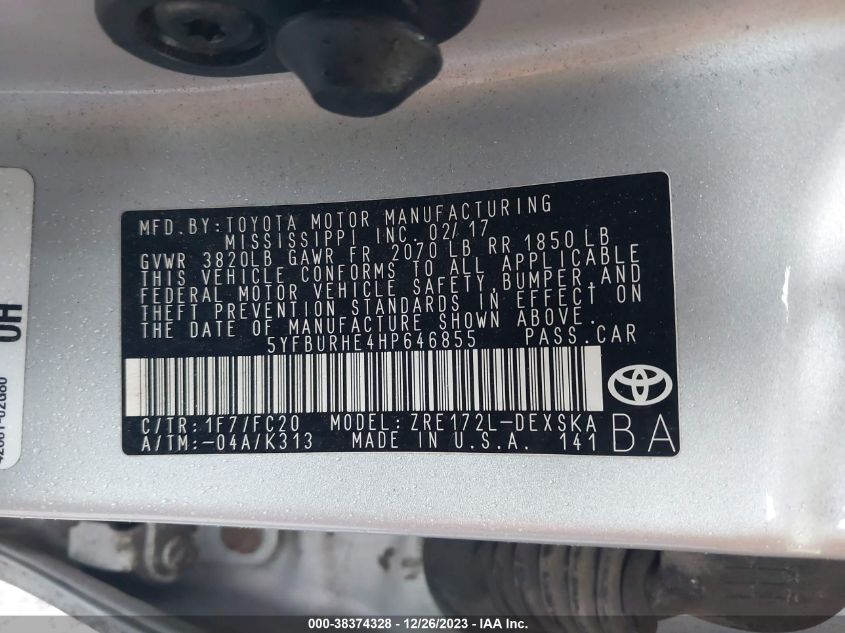 MFD. BY: TOYOTA MOTOR MANUFACTURING
MISSISSIPPI INC. 02/17
GVWR 3820LB GAWR FR 2070 LB RR 1850 LB
THIS VEHICLE CONFORMS TO ALL APPLICABLE
FEDERAL MOTOR VEHICLE SAFETY, BUMPER, AND
THEFT PREVENTION STANDARDS IN EFFECT ON
THE DATE OF MANUFACTURE SHOWN ABOVE.
5YFBURHE4HP646855 PASS. CAR
C/TR: 1F7/FC20 MODEL: ZRE172L-DEXSKA
A/TM: -04A/K313 MADE IN U.S.A. 141
BA
000-38374328 - 12/26/2023 - © IAA, Inc.